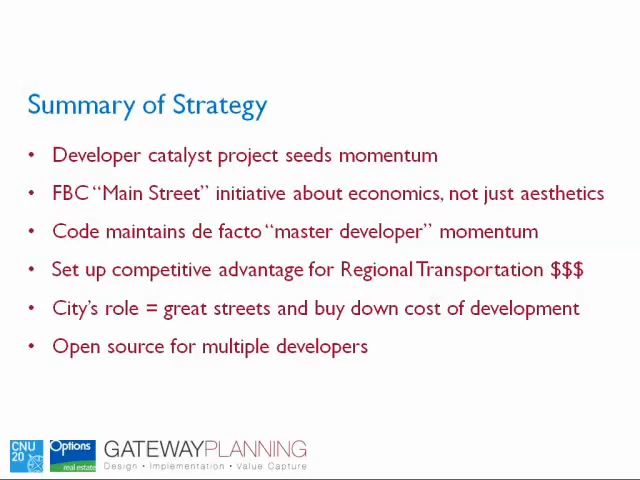 Summary of Strategy
• Developer catalyst project seeds momentum
• FBC “Main Street” initiative about economics, not just aesthetics
• Code maintains de facto “master developer” momentum
• Set up competitive advantage for Regional Transportation $$$
• City’s role = great streets and buy down cost of development
• Open source for multiple developers
CNU
20
Options
real estate
GATEWAYPLANNING
Design • Implementation • Value Capture